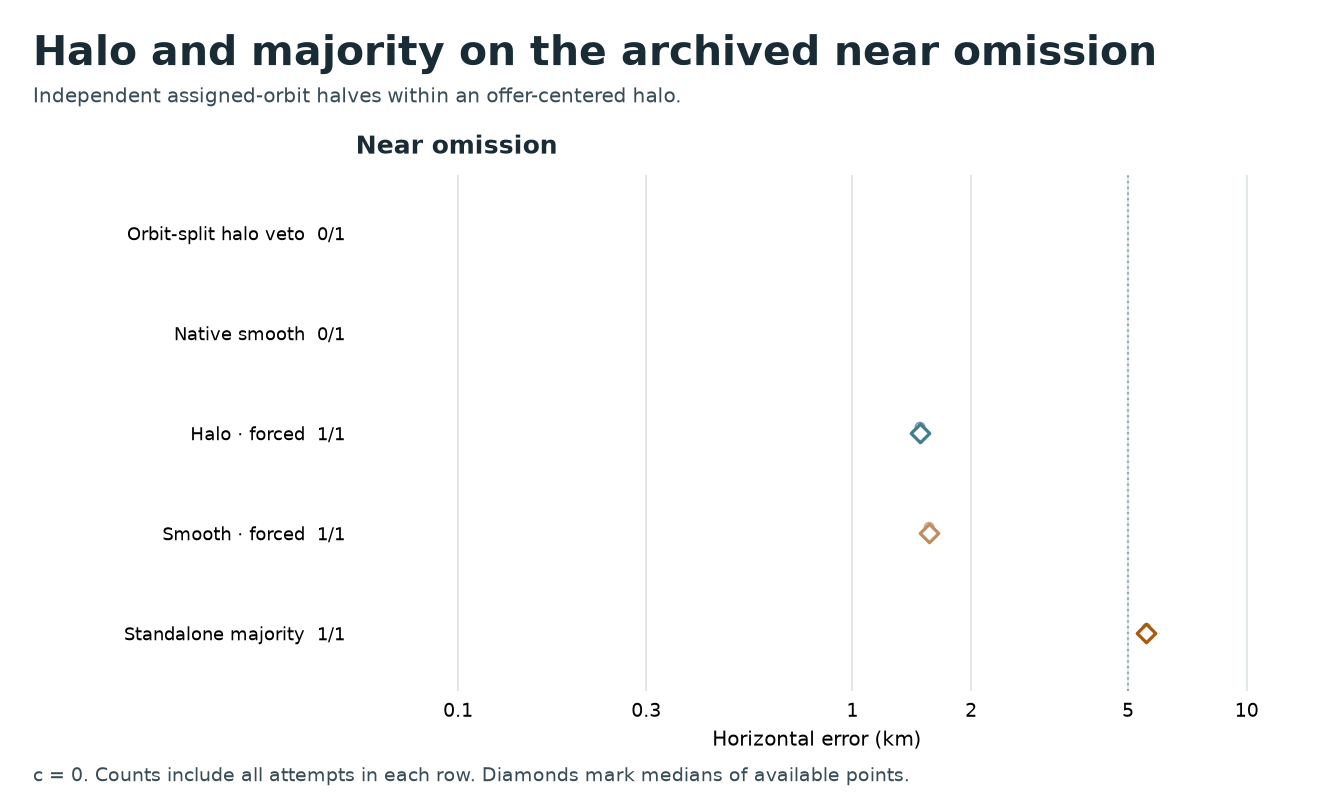 Halo and majority on the archived near omission
Independent assigned-orbit halves within an offer-centered halo.
Near omission
Orbit-split halo veto 0/1
Native smooth 0/1
Halo · forced 1/1
Smooth · forced 1/1
Standalone majority 1/1
0.1 0.3 1 2 5 10
Horizontal error (km)
c = 0. Counts include all attempts in each row. Diamonds mark medians of available points.